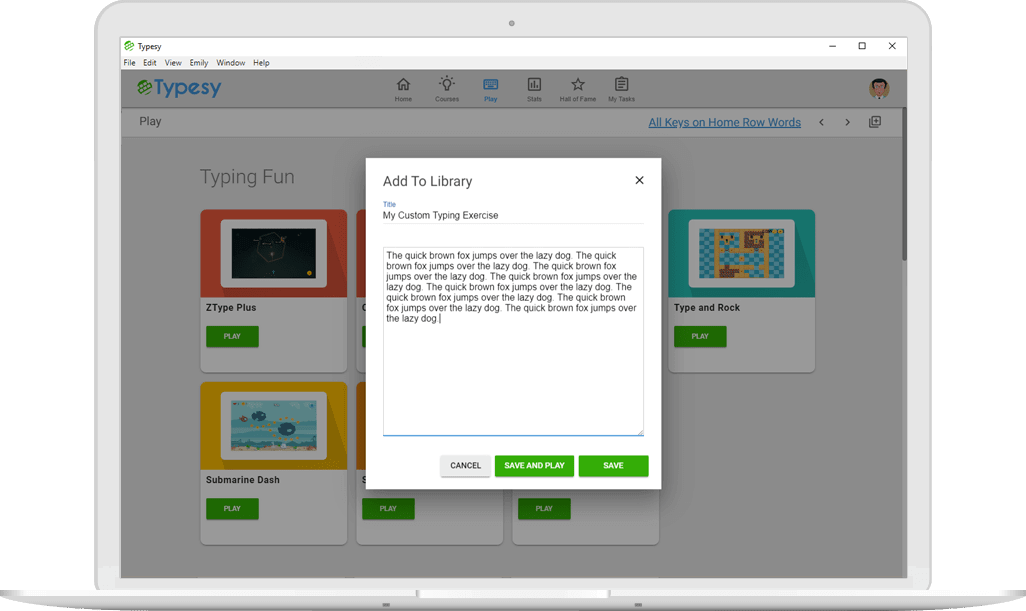 Typesy
File Edit View Emily Window Help
Typesy
Home Courses Play Stats Hall of Fame My Tasks
Play All Keys on Home Row Words
Typing Fun
Add To Library
Title
My Custom Typing Exercise
The quick brown fox jumps over the lazy dog. The quick
brown fox jumps over the lazy dog. The quick brown fox
jumps over the lazy dog. The quick brown fox jumps over the
lazy dog. The quick brown fox jumps over the lazy dog. The
quick brown fox jumps over the lazy dog. The quick brown
fox jumps over the lazy dog. The quick brown fox jumps over
the lazy dog.
CANCEL SAVE AND PLAY SAVE
ZType Plus
PLAY
Type and Rock
PLAY
Submarine Dash
PLAY
PLAY
PLAY